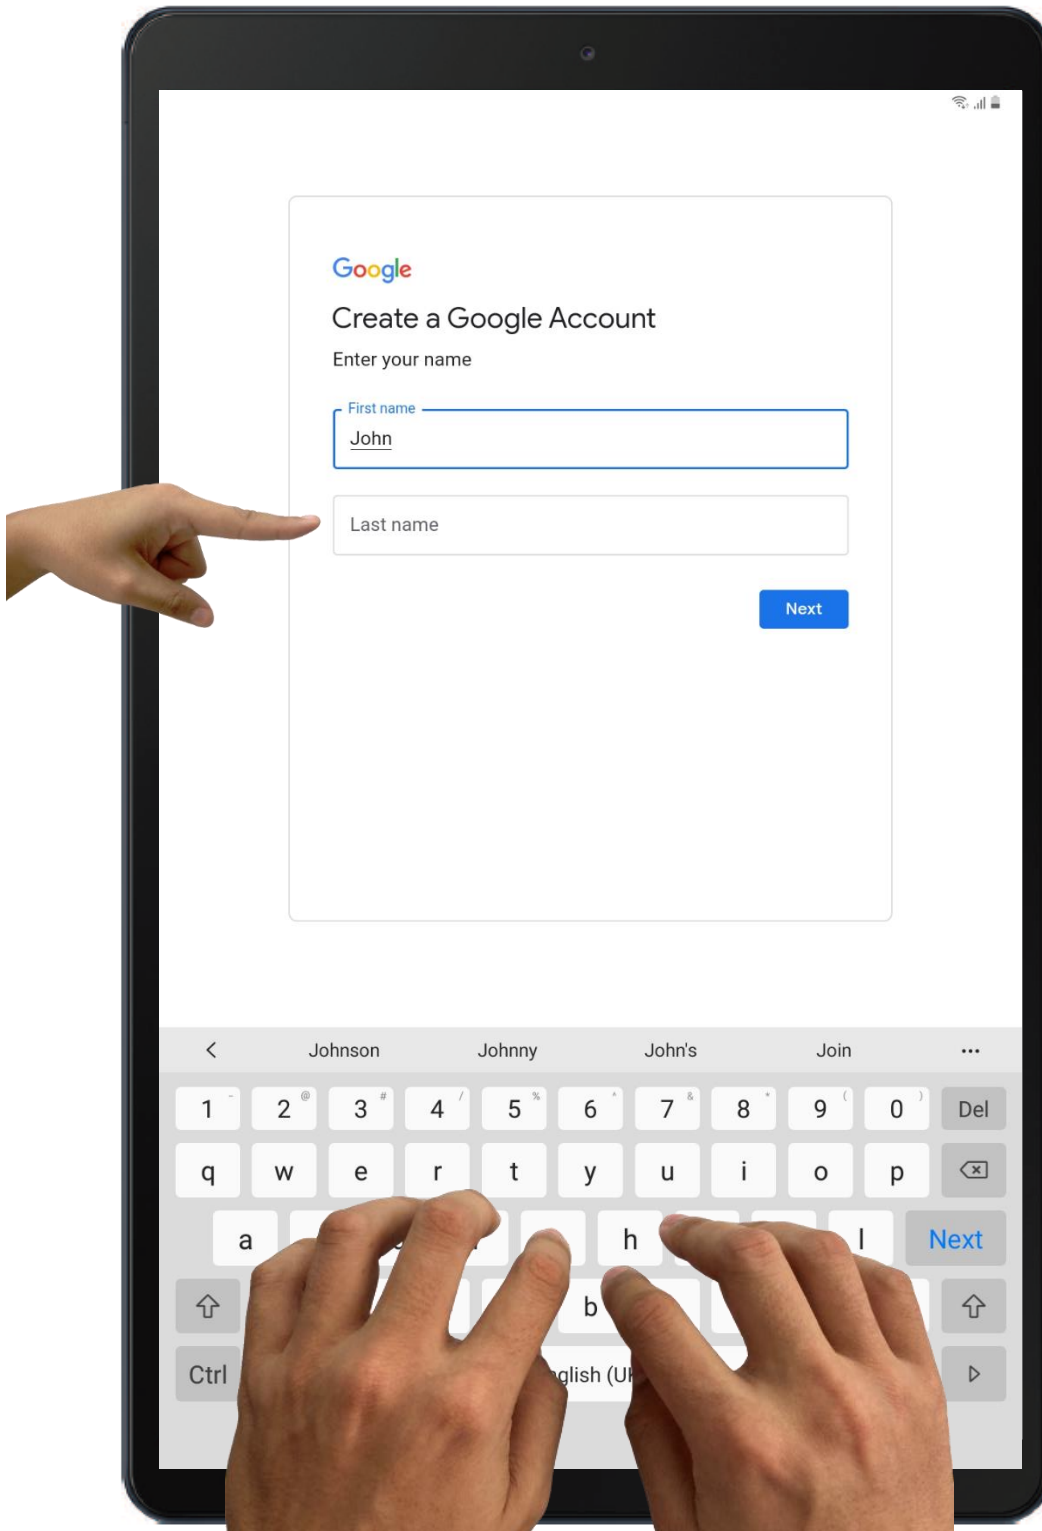 Google
Create a Google Account
Enter your name
First name
John
Last name
Next
Johnson Johnny John's Join ...
1 - 2 @ 3 # 4 / 5 % 6 ^ 7 & 8 * 9 ( 0 ) Del
q w e r t y u i o p
a h l Next
b
Ctrl (UK